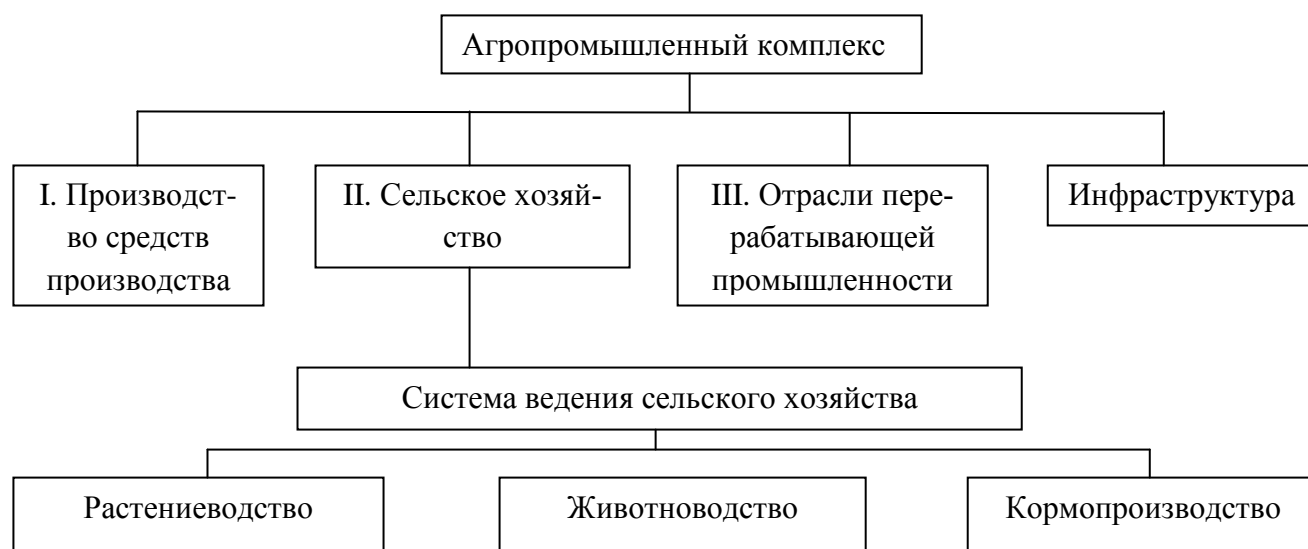 Агропромышленный комплекс
I. Производст-
во средств
производства
II. Сельское хозяй-
ство
III. Отрасли пере-
рабатывающей
промышленности
Инфраструктура
Система ведения сельского хозяйства
Растениеводство
Животноводство
Кормопроизводство